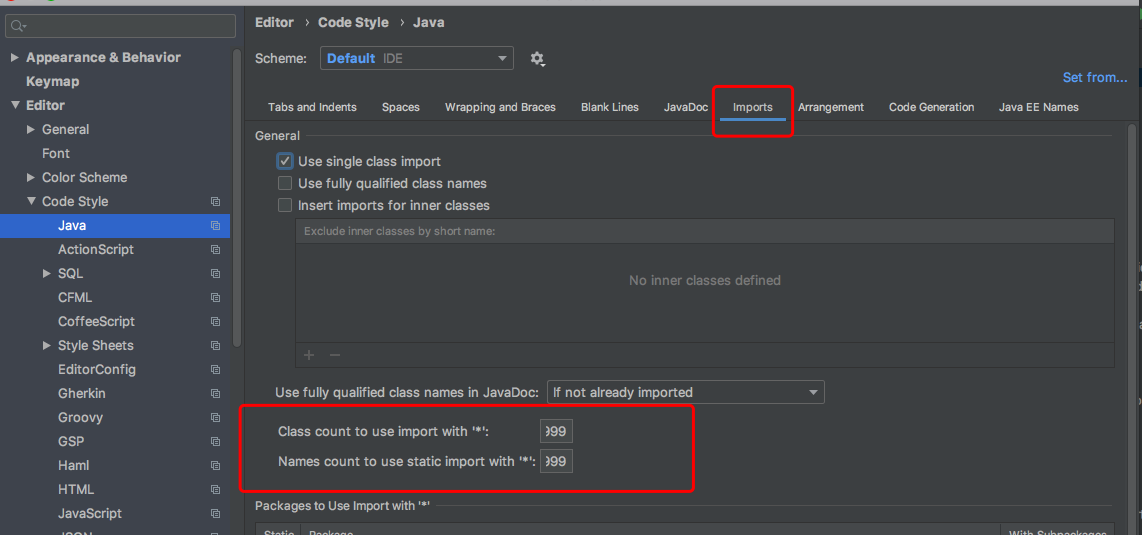 Editor › Code Style › Java
Scheme: Default IDE
Set from...
Appearance & Behavior
Keymap
Editor
General
Font
Color Scheme
Code Style
Java
ActionScript
SQL
CFML
CoffeeScript
Style Sheets
EditorConfig
Gherkin
Groovy
GSP
Haml
HTML
JavaScript
JSON
Tabs and Indents Spaces Wrapping and Braces Blank Lines JavaDoc Imports Arrangement Code Generation Java EE Names
General
Use single class import
Use fully qualified class names
Insert imports for inner classes
Exclude inner classes by short name:
No inner classes defined
Use fully qualified class names in JavaDoc: If not already imported
Class count to use import with '*': 999
Names count to use static import with '*': 999
Packages to Use Import with '*'
Static Package With Subpackages